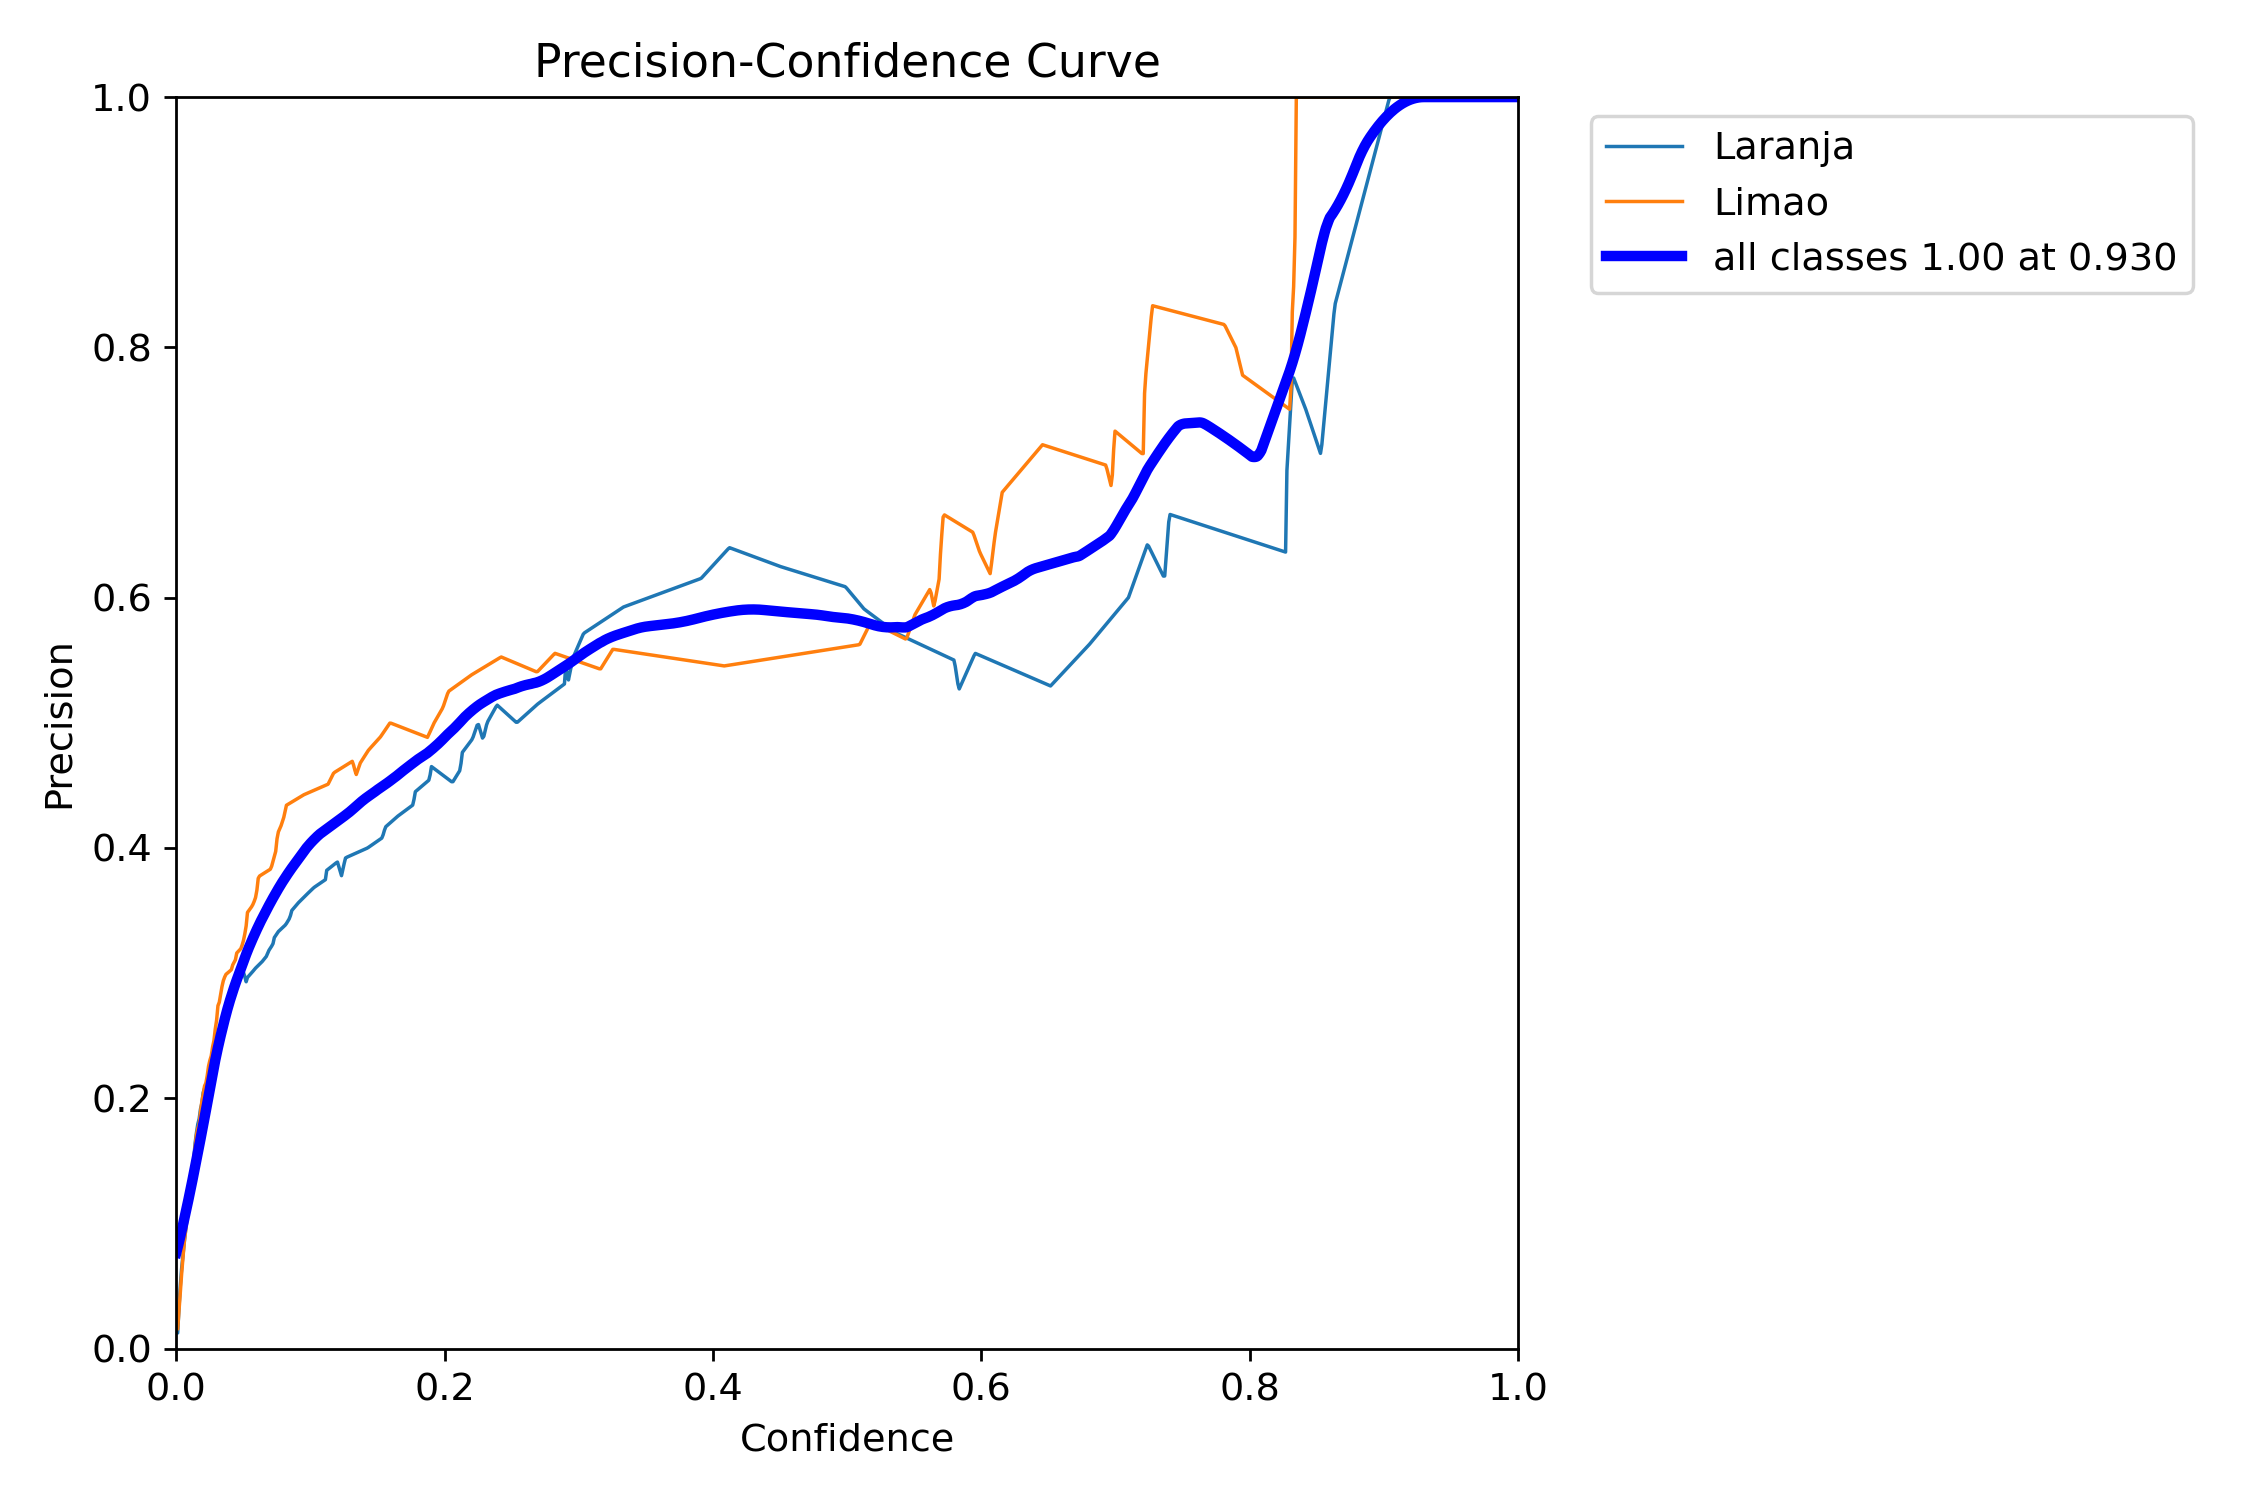 Precision-Confidence Curve
1.0
0.8
0.6
0.4
0.2
0.0
Precision
0.0 0.2 0.4 0.6 0.8 1.0
Confidence
Laranja
Limao
all classes 1.00 at 0.930